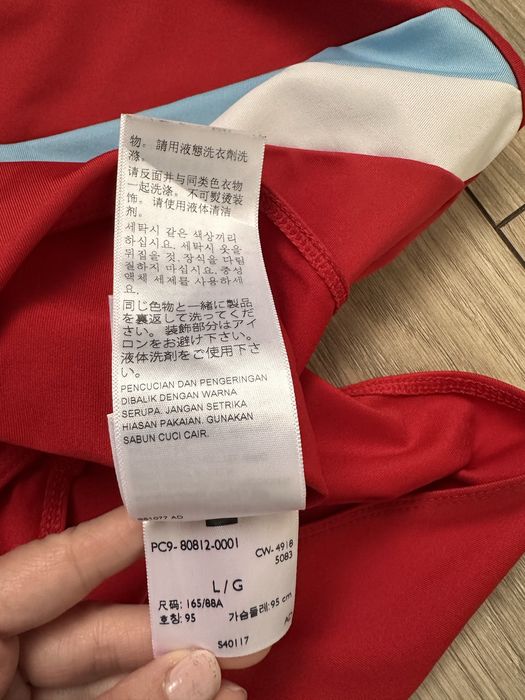 物。 請用液態洗衣劑洗
滌。
请反面并与同类色衣物
一起洗涤。 不可熨烫装
饰。 请使用液体清洁
剂。
세탁시 같은 색상끼리
하십시요. 세탁시 옷을
뒤집을 것. 장식을 다림
질하지 마십시요. 중성
액체 세제를 사용하세
요.
同じ色物と一緒に製品
を裏返して洗ってくだ
さい。 装飾部分はアイ
ロンをお避け下さい。
液体洗剤をご使用下さ
い。
PENCUCIAN DAN PENGERINGAN
DIBALIK DENGAN WARNA
SERUPA. JANGAN SETRIKA
HIASAN PAKAIAN. GUNAKAN
SABUN CUCI CAIR.
PC9-80812-0001
CW-4918
5083
L/G
尺码: 165/88A
호칭: 95
가슴둘레: 95 cm
S40117